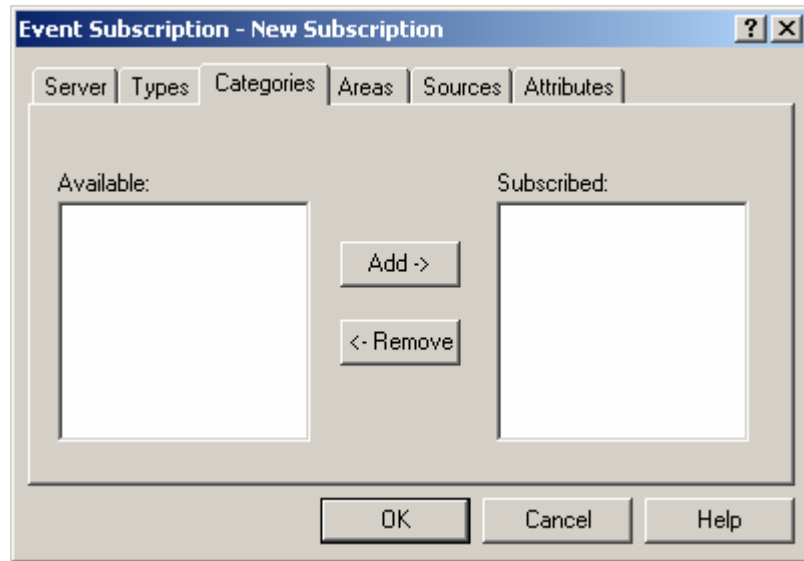 Event Subscription - New Subscription
Server Types Categories Areas Sources Attributes
Available: Subscribed:
Add ->
<- Remove
OK Cancel Help